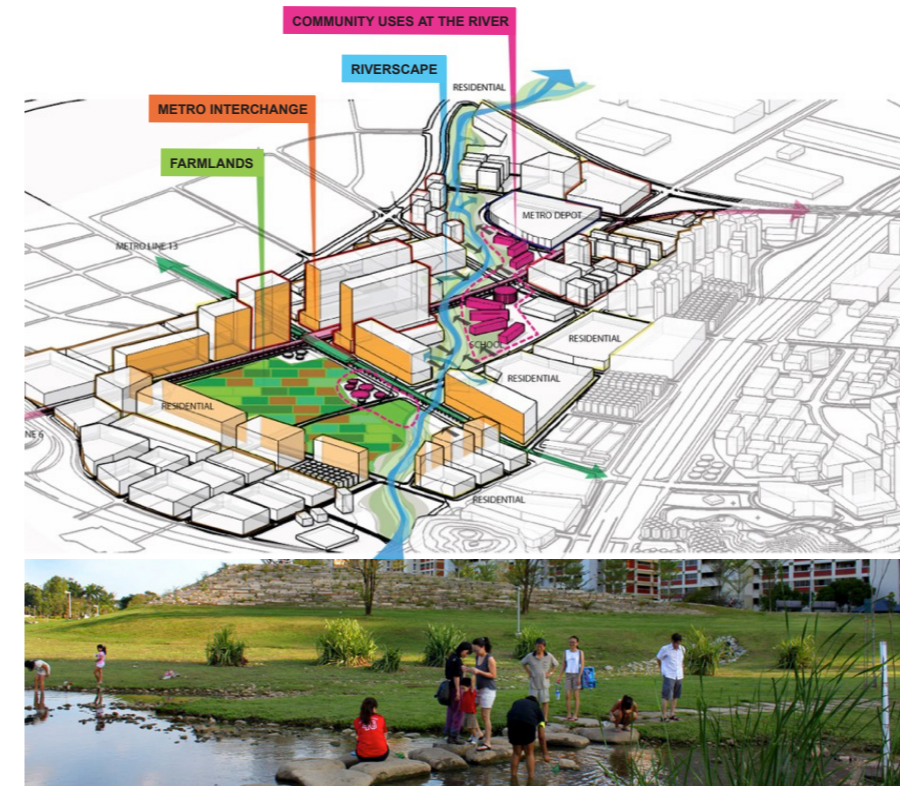 COMMUNITY USES AT THE RIVER
RIVERSCAPE
RESIDENTIAL
METRO INTERCHANGE
FARMLANDS
METRO DEPOT
METRO LINE 13
SCHOOL
RESIDENTIAL
RESIDENTIAL
RESIDENTIAL
NE 6
RESIDENTIAL